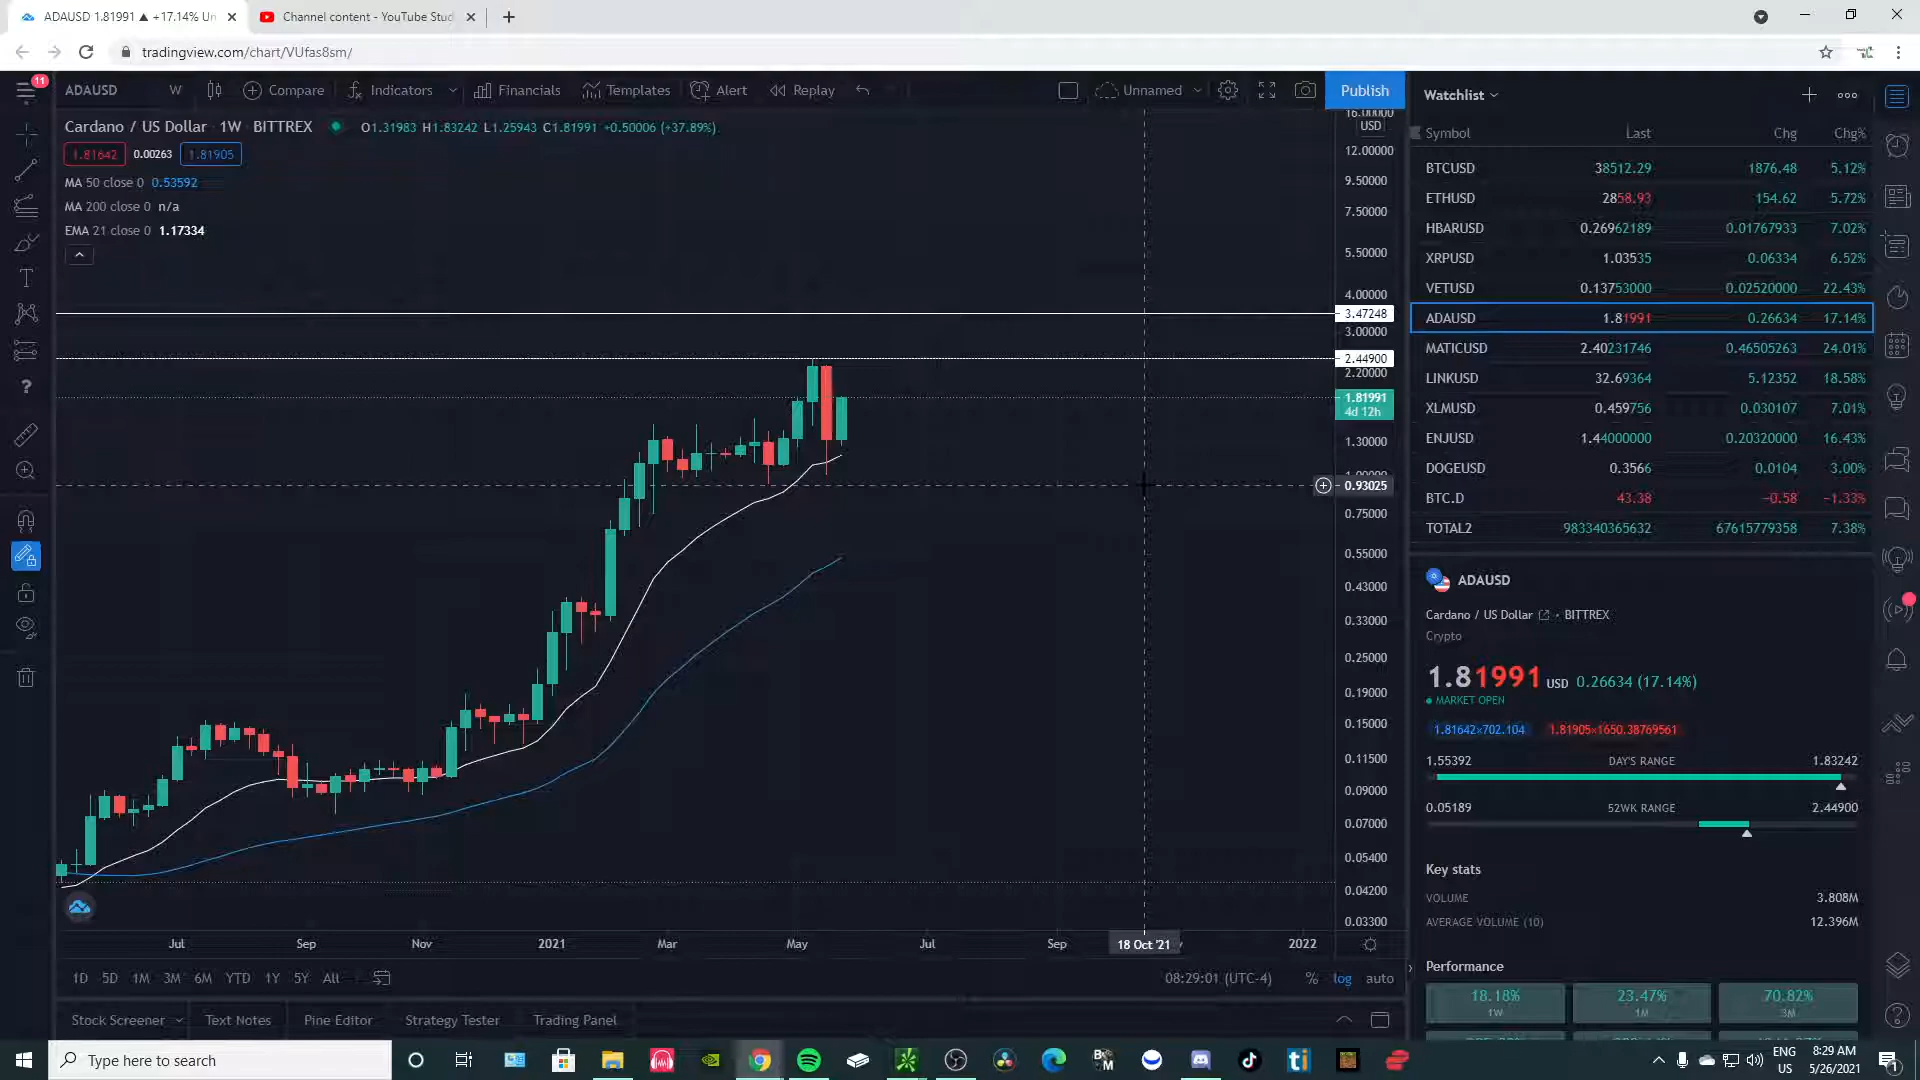 ADAUSD 1.81991 ▲ +17.14% Un
Channel content - YouTube Stud
tradingview.com/chart/VUfas8sm/
11
ADAUSD W Compare Indicators Financials Templates Alert Replay Unnamed Publish
Cardano / US Dollar · 1W · BITTREX O1.31983 H1.83242 L1.25943 C1.81991 +0.50006 (+37.89%)
1.81642 0.00263 1.81905
MA 50 close 0 0.53592
MA 200 close 0 n/a
EMA 21 close 0 1.17334
16.00000
USD
12.00000
9.50000
7.50000
5.50000
4.00000
3.47248
3.00000
2.44900
2.20000
1.81991
4d 12h
1.30000
1.00000
0.93025
0.75000
0.55000
0.43000
0.33000
0.25000
0.19000
0.15000
0.11500
0.09000
0.07000
0.05400
0.04200
0.03300
Jul Sep Nov 2021 Mar May Jul Sep 18 Oct '21 2022
1D 5D 1M 3M 6M YTD 1Y 5Y All 08:29:01 (UTC-4) % log auto
Stock Screener Text Notes Pine Editor Strategy Tester Trading Panel
Watchlist
Symbol Last Chg Chg%
BTCUSD 38512.29 1876.48 5.12%
ETHUSD 2858.93 154.62 5.72%
HBARUSD 0.26962189 0.01767933 7.02%
XRPUSD 1.03535 0.06334 6.52%
VETUSD 0.13753000 0.02520000 22.43%
ADAUSD 1.81991 0.26634 17.14%
MATICUSD 2.40231746 0.46505263 24.01%
LINKUSD 32.69364 5.12352 18.58%
XLMUSD 0.459756 0.030107 7.01%
ENJUSD 1.44000000 0.20320000 16.43%
DOGEUSD 0.3566 0.0104 3.00%
BTC.D 43.38 −0.58 −1.33%
TOTAL2 983340365632 67615779358 7.38%
ADAUSD
Cardano / US Dollar · BITTREX
Crypto
1.81991 USD 0.26634 (17.14%)
MARKET OPEN
1.81642×702.104 1.81905×1650.38769561
1.55392 DAY'S RANGE 1.83242
0.05189 52WK RANGE 2.44900
Key stats
VOLUME 3.808M
AVERAGE VOLUME (10) 12.396M
Performance
18.18% 23.47% 70.82%
1W 1M 3M
Type here to search
ENG
US
8:29 AM
5/26/2021